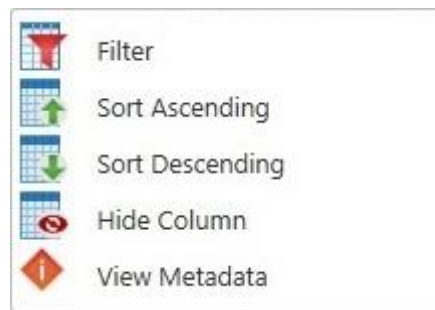 Filter
Sort Ascending
Sort Descending
Hide Column
View Metadata